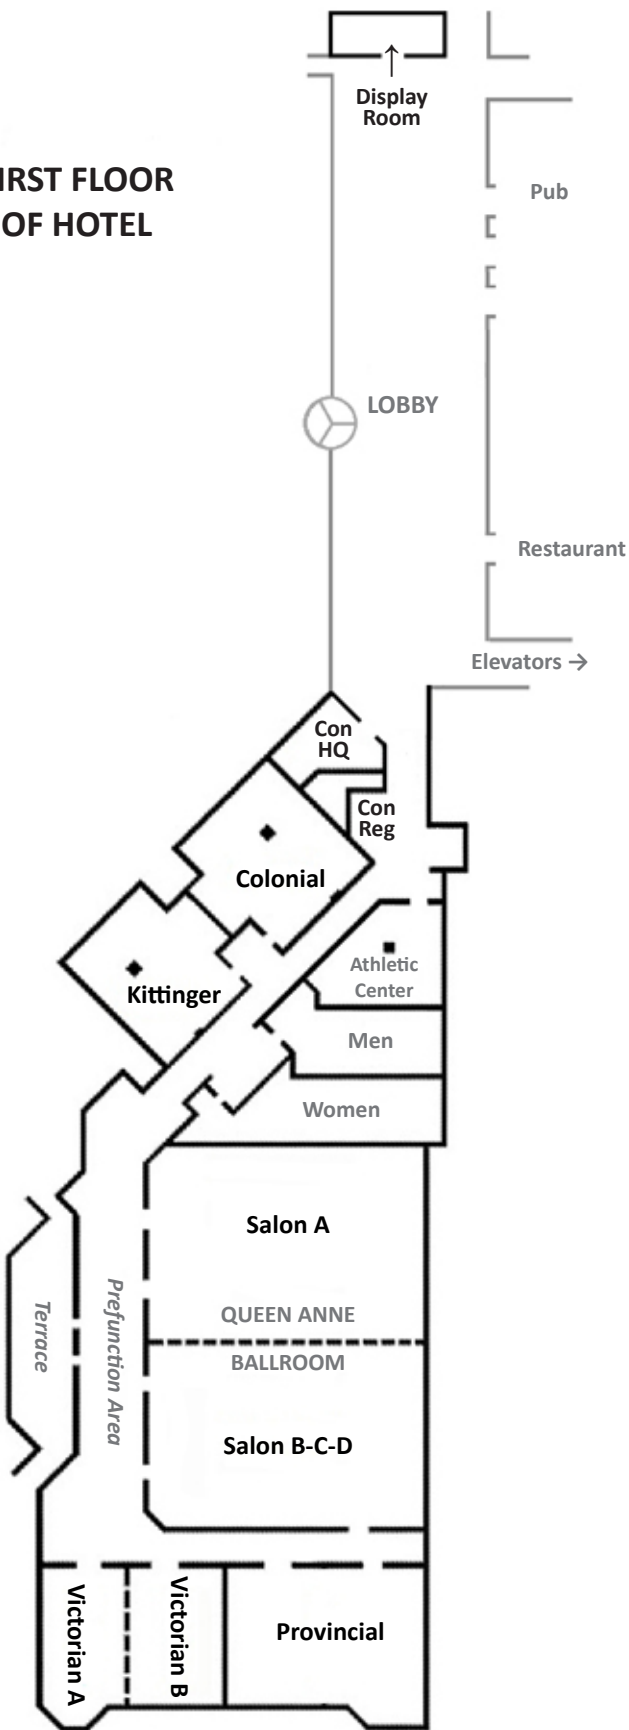 Display
Room
IRST FLOOR
OF HOTEL
Pub
LOBBY
Restaurant
Elevators →
Con
HQ
Con
Reg
Colonial
Kittinger
Athletic
Center
Men
Women
Salon A
QUEEN ANNE
BALLROOM
Terrace
Prefunction Area
Salon B-C-D
Victorian A
Victorian B
Provincial